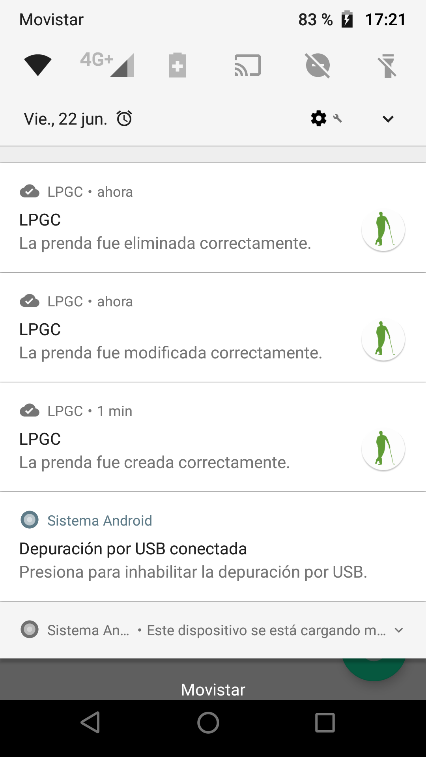 Movistar 83 % 17:21
4G+
Vie., 22 jun.
LPGC • ahora
LPGC
La prenda fue eliminada correctamente.
LPGC • ahora
LPGC
La prenda fue modificada correctamente.
LPGC • 1 min
LPGC
La prenda fue creada correctamente.
Sistema Android
Depuración por USB conectada
Presiona para inhabilitar la depuración por USB.
Sistema An… • Este dispositivo se está cargando m…
Movistar